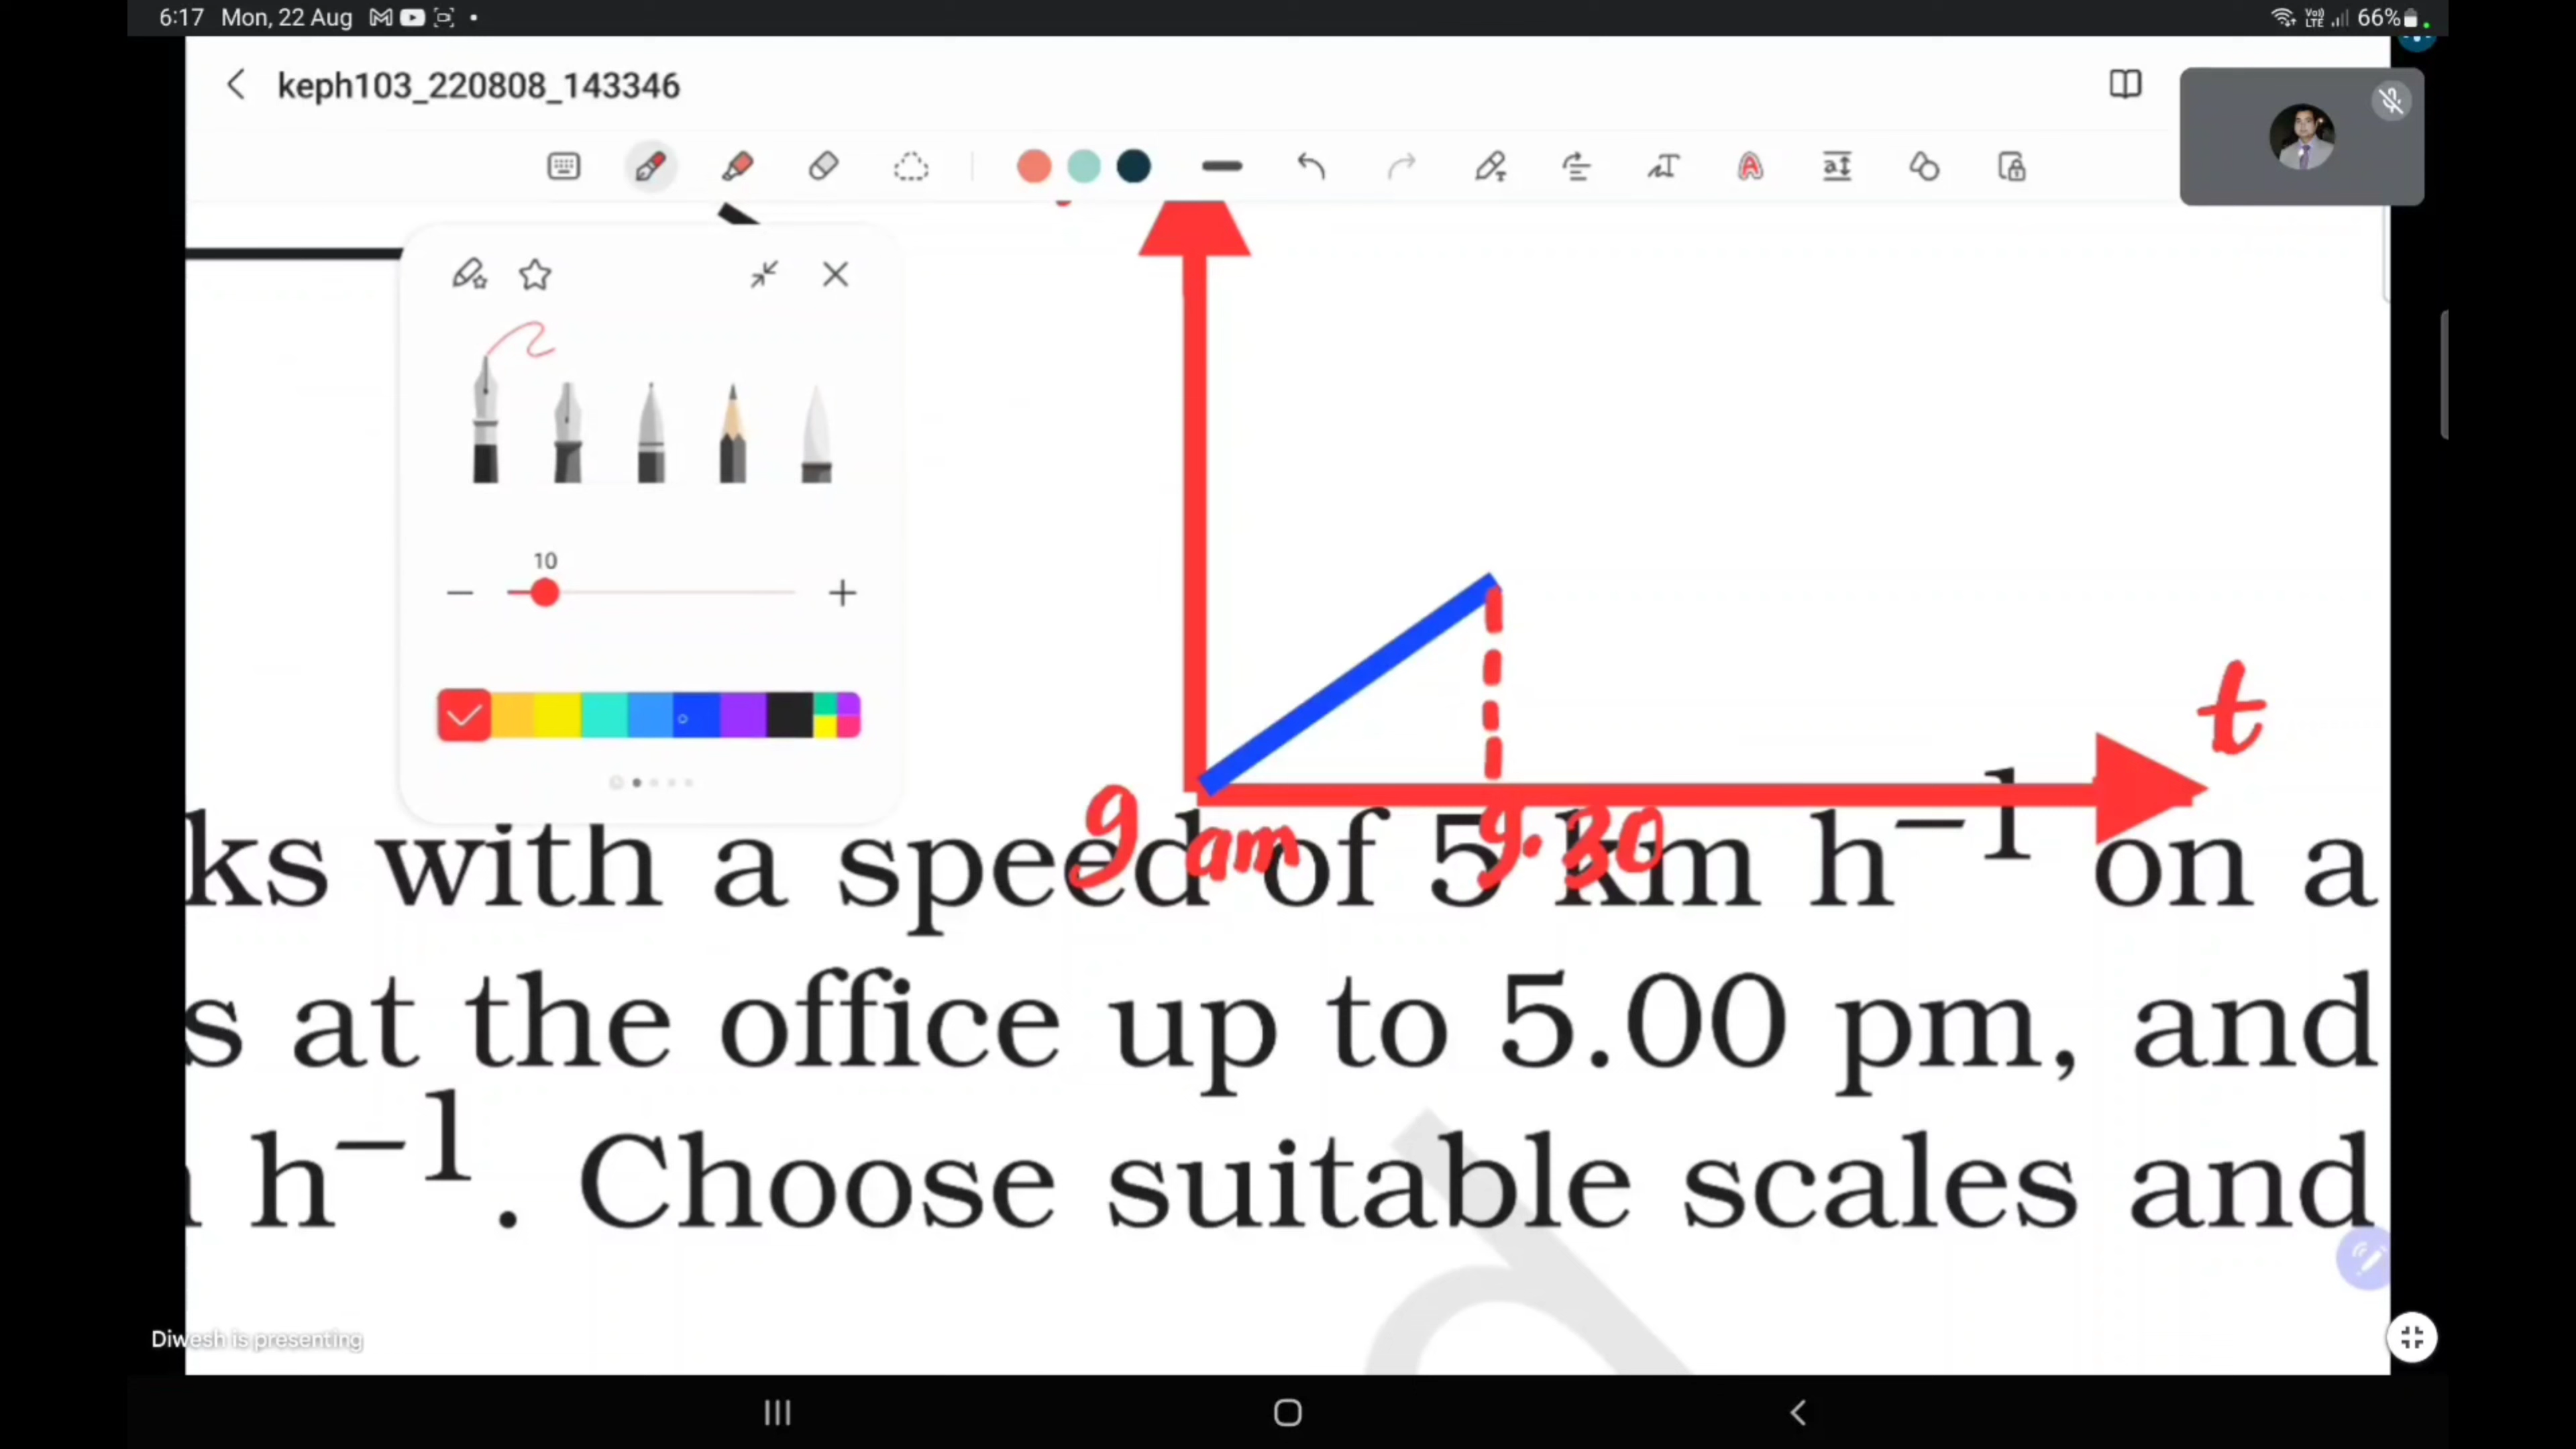 6:17 Mon, 22 Aug 66%
keph103_220808_143346
10
t
9 am 9.30
ks with a speed of 5 km h⁻¹ on a
s at the office up to 5.00 pm, and
h⁻¹. Choose suitable scales and
Diwesh is presenting